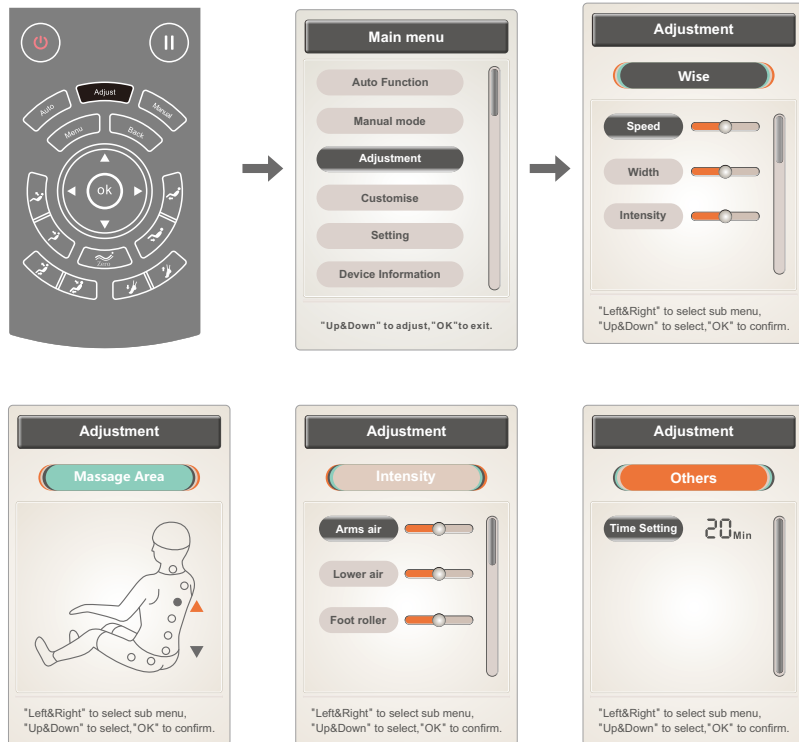 Adjust
Auto
Manual
Menu
Back
ok
Zero
Main menu
Auto Function
Manual mode
Adjustment
Customise
Setting
Device Information
"Up&Down" to adjust,"OK"to exit.
Adjustment
Wise
Speed
Width
Intensity
"Left&Right" to select sub menu,
"Up&Down" to select,"OK" to confirm.
Adjustment
Massage Area
"Left&Right" to select sub menu,
"Up&Down" to select,"OK" to confirm.
Adjustment
Intensity
Arms air
Lower air
Foot roller
"Left&Right" to select sub menu,
"Up&Down" to select,"OK" to confirm.
Adjustment
Others
Time Setting 20Min
"Left&Right" to select sub menu,
"Up&Down" to select,"OK" to confirm.